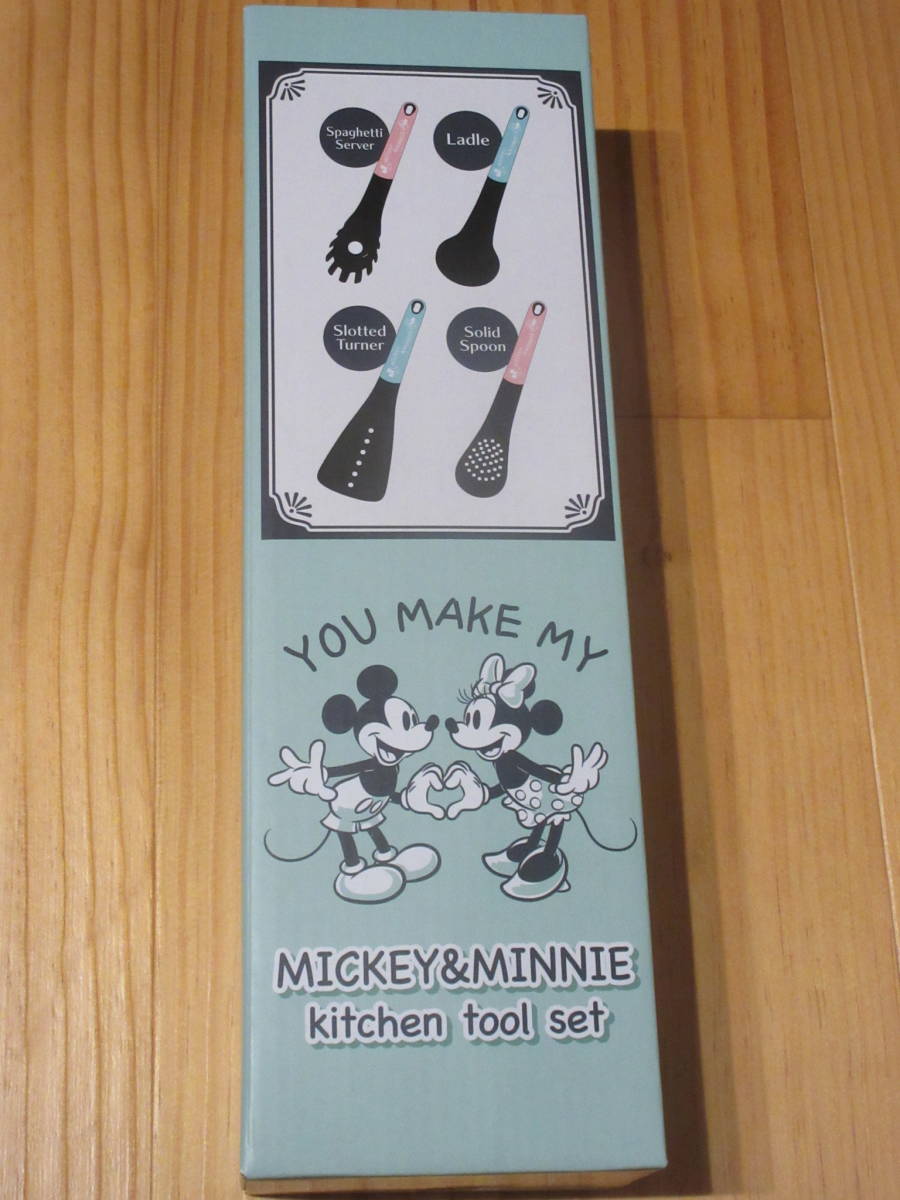 Spaghetti
Server
Ladle
Slotted
Turner
Solid
Spoon
YOU MAKE MY
MICKEY&MINNIE
kitchen tool set